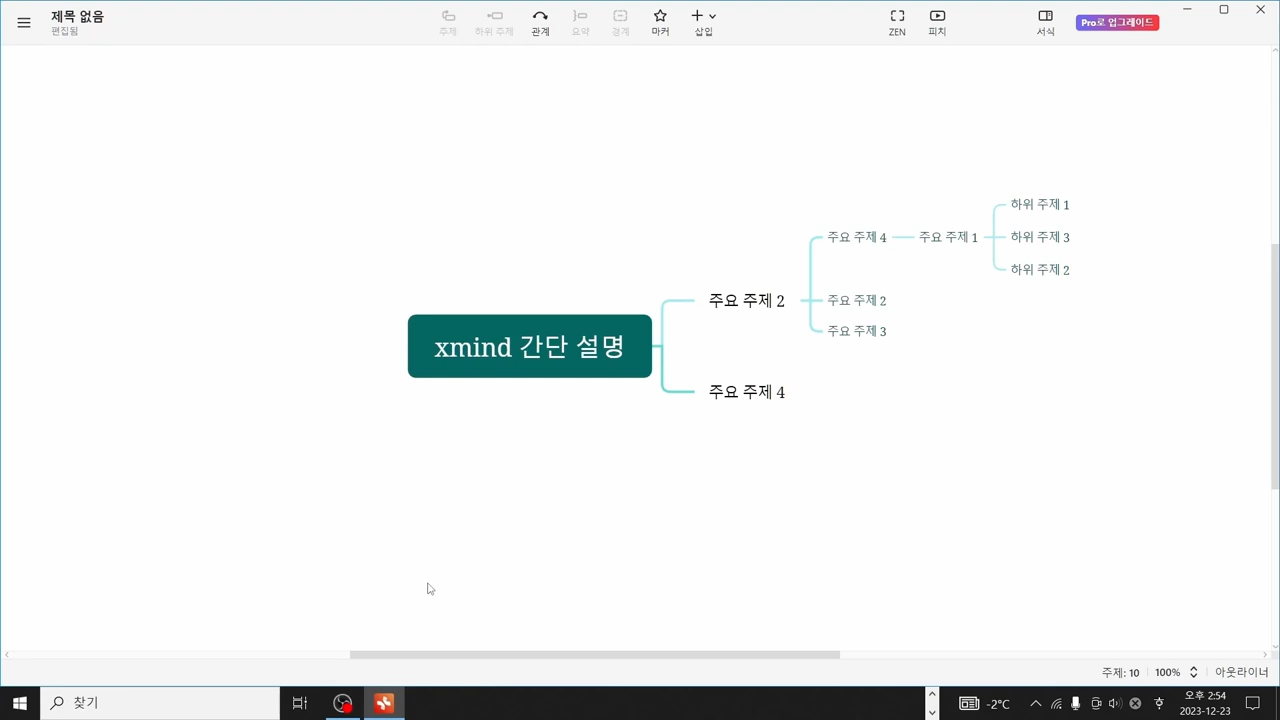 제목 없음
편집됨
주제
하위 주제
관계
요약
경계
마커
삽입
ZEN
피치
서식
Pro로 업그레이드
하위 주제 1
주요 주제 4
주요 주제 1
하위 주제 3
하위 주제 2
주요 주제 2
주요 주제 2
주요 주제 3
xmind 간단 설명
주요 주제 4
주제: 10
100%
아웃라이너
찾기
-2°C
오후 2:54
2023-12-23